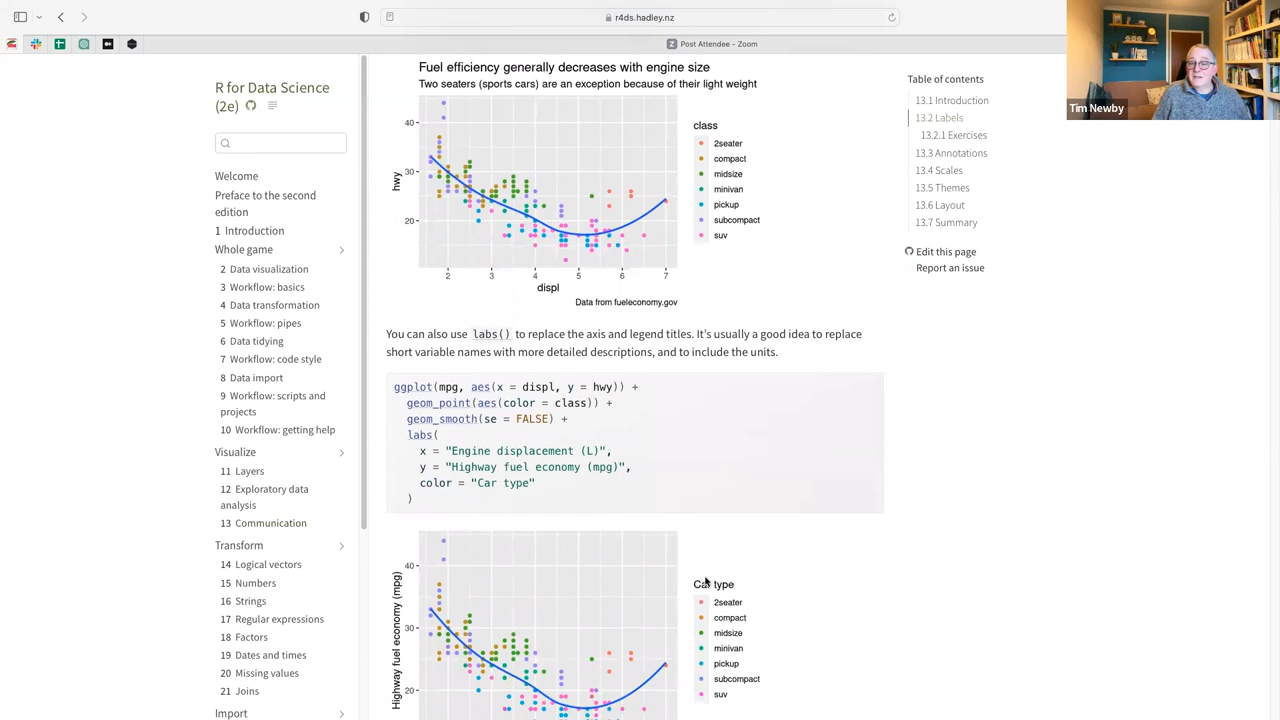 r4ds.hadley.nz
Post Attendee - Zoom
Tim Newby
R for Data Science
(2e)
Welcome
Preface to the second
edition
1 Introduction
Whole game
2 Data visualization
3 Workflow: basics
4 Data transformation
5 Workflow: pipes
6 Data tidying
7 Workflow: code style
8 Data import
9 Workflow: scripts and
projects
10 Workflow: getting help
Visualize
11 Layers
12 Exploratory data
analysis
13 Communication
Transform
14 Logical vectors
15 Numbers
16 Strings
17 Regular expressions
18 Factors
19 Dates and times
20 Missing values
21 Joins
Import
Fuel efficiency generally decreases with engine size
Two seaters (sports cars) are an exception because of their light weight
40
30
20
hwy
2 3 4 5 6 7
displ
Data from fueleconomy.gov
class
2seater
compact
midsize
minivan
pickup
subcompact
suv
You can also use labs() to replace the axis and legend titles. It's usually a good idea to replace
short variable names with more detailed descriptions, and to include the units.
ggplot(mpg, aes(x = displ, y = hwy)) +
geom_point(aes(color = class)) +
geom_smooth(se = FALSE) +
labs(
x = "Engine displacement (L)",
y = "Highway fuel economy (mpg)",
color = "Car type"
)
40
30
20
Highway fuel economy (mpg)
Car type
2seater
compact
midsize
minivan
pickup
subcompact
suv
Table of contents
13.1 Introduction
13.2 Labels
13.2.1 Exercises
13.3 Annotations
13.4 Scales
13.5 Themes
13.6 Layout
13.7 Summary
Edit this page
Report an issue